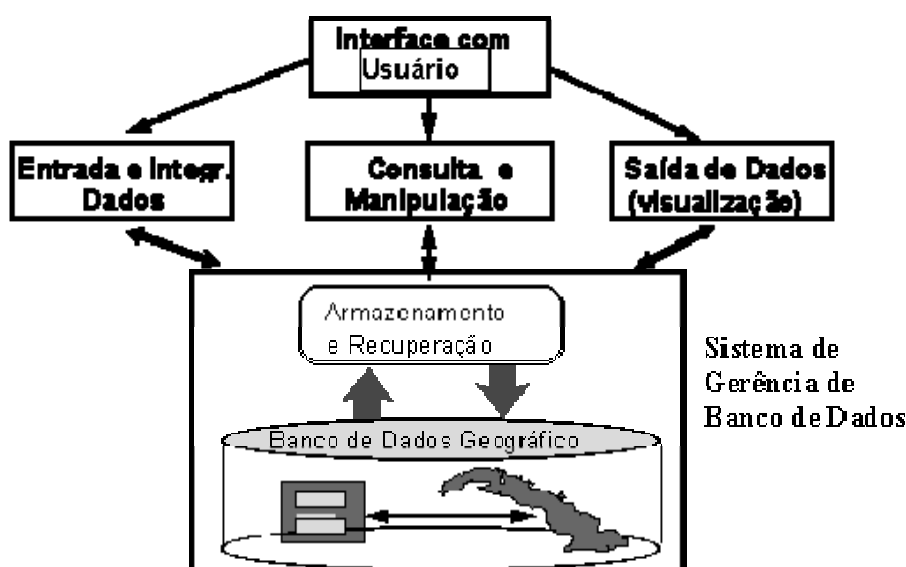 Interface com
Usuário
Entrada e Integr.
Dados
Consulta e
Manipulação
Saída de Dados
(visualização)
Armazenamento
e Recuperação
Sistema de
Gerência de
Banco de Dados
Banco de Dados Geográfico